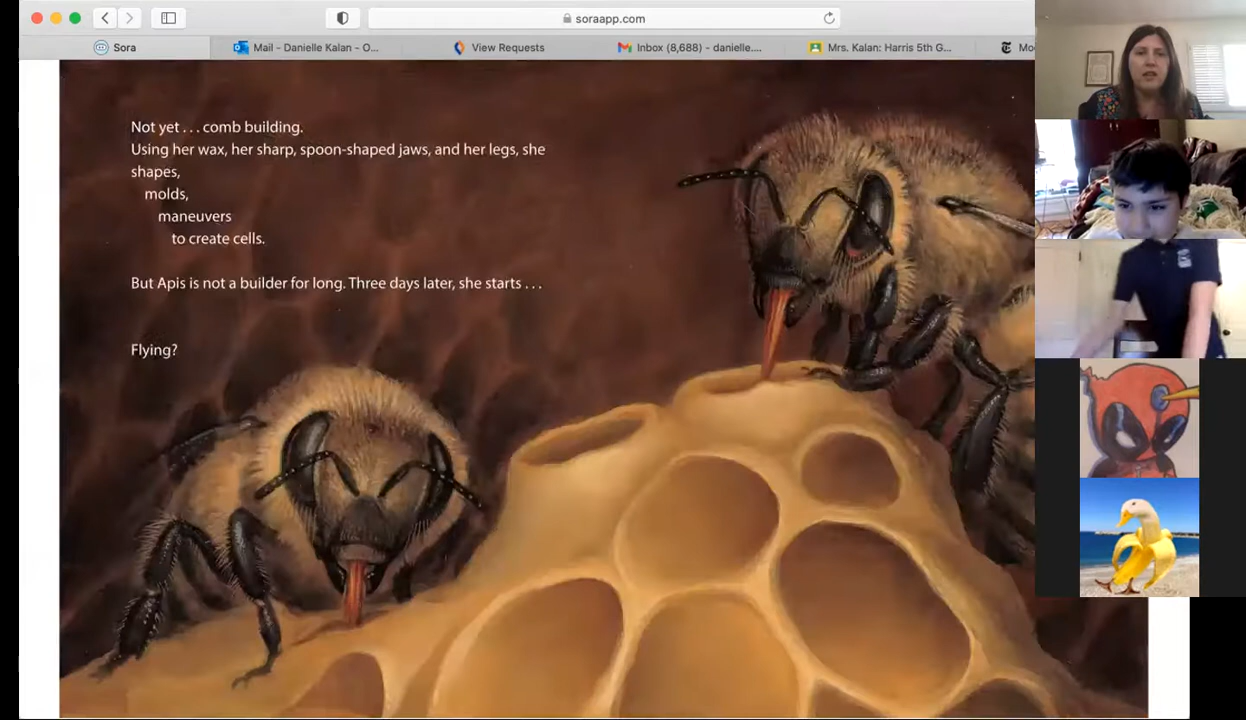 soraapp.com
Sora
Mail - Danielle Kalan - O...
View Requests
Inbox (8,688) - danielle....
Mrs. Kalan: Harris 5th G...
Mo
Not yet . . . comb building.
Using her wax, her sharp, spoon-shaped jaws, and her legs, she
shapes,
molds,
maneuvers
to create cells.
But Apis is not a builder for long. Three days later, she starts . . .
Flying?